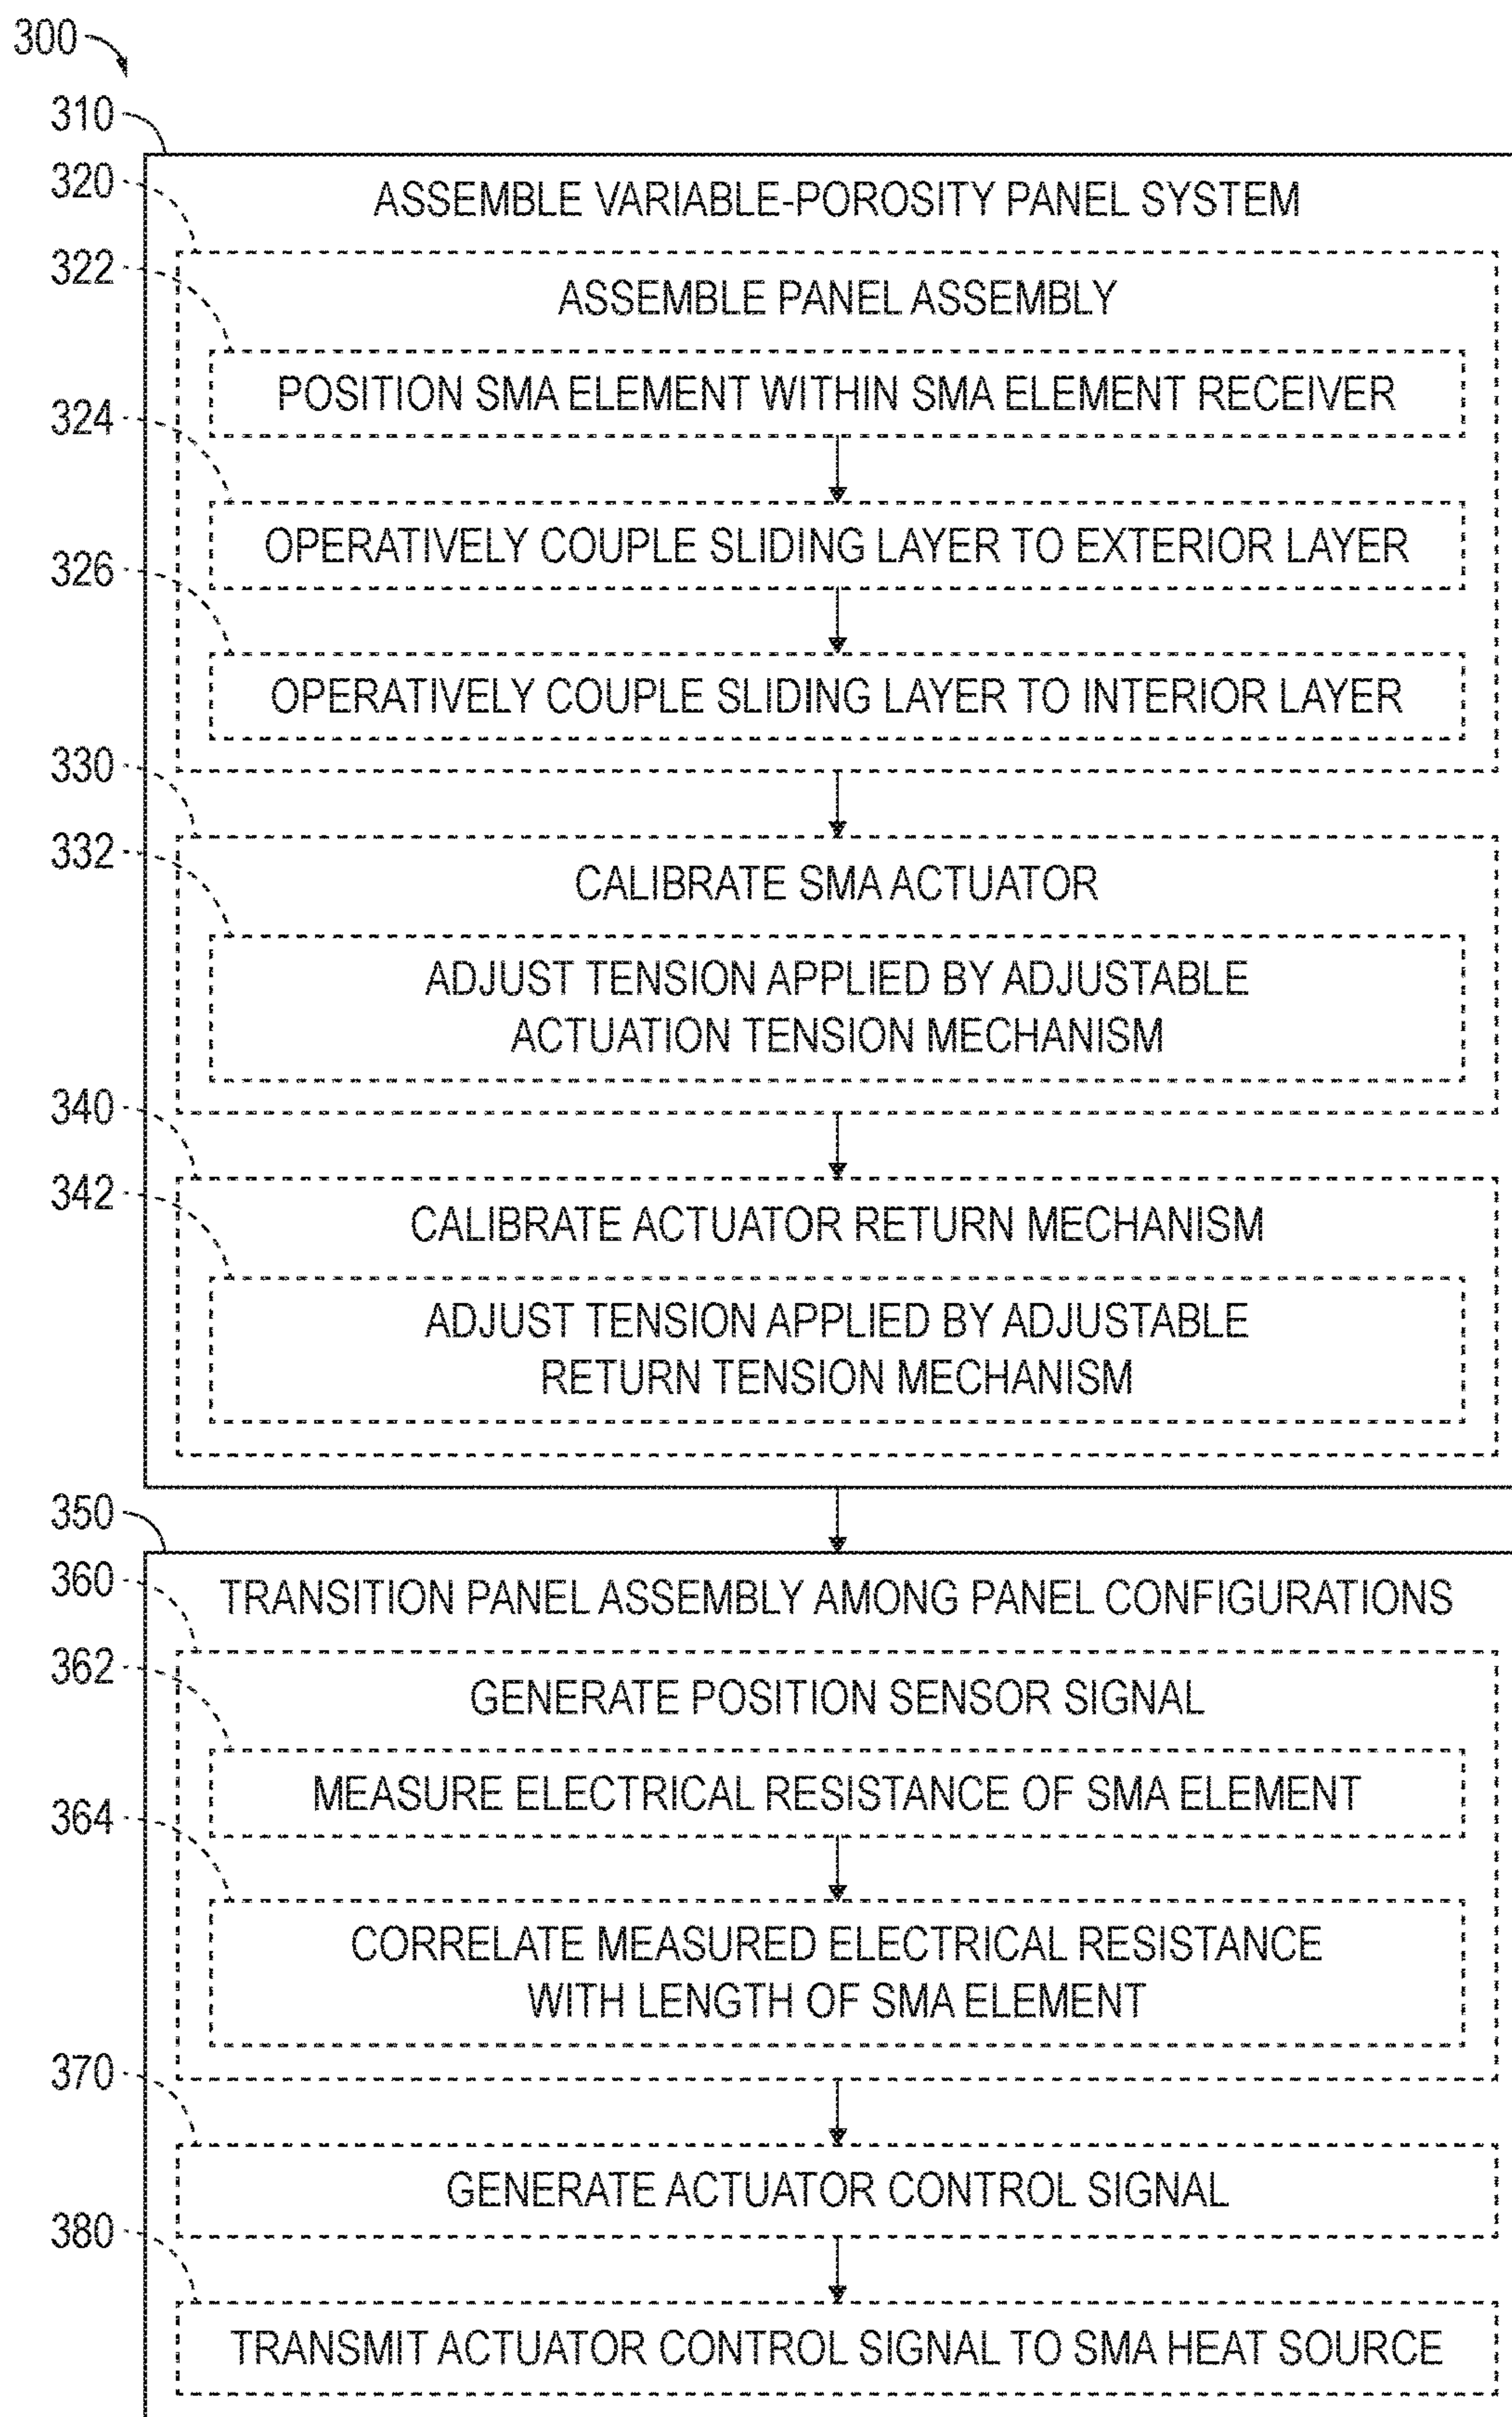 300
310
ASSEMBLE VARIABLE-POROSITY PANEL SYSTEM
320
ASSEMBLE PANEL ASSEMBLY
322
POSITION SMA ELEMENT WITHIN SMA ELEMENT RECEIVER
324
OPERATIVELY COUPLE SLIDING LAYER TO EXTERIOR LAYER
326
OPERATIVELY COUPLE SLIDING LAYER TO INTERIOR LAYER
330
CALIBRATE SMA ACTUATOR
332
ADJUST TENSION APPLIED BY ADJUSTABLE
ACTUATION TENSION MECHANISM
340
CALIBRATE ACTUATOR RETURN MECHANISM
342
ADJUST TENSION APPLIED BY ADJUSTABLE
RETURN TENSION MECHANISM
350
TRANSITION PANEL ASSEMBLY AMONG PANEL CONFIGURATIONS
360
GENERATE POSITION SENSOR SIGNAL
362
MEASURE ELECTRICAL RESISTANCE OF SMA ELEMENT
364
CORRELATE MEASURED ELECTRICAL RESISTANCE
WITH LENGTH OF SMA ELEMENT
370
GENERATE ACTUATOR CONTROL SIGNAL
380
TRANSMIT ACTUATOR CONTROL SIGNAL TO SMA HEAT SOURCE